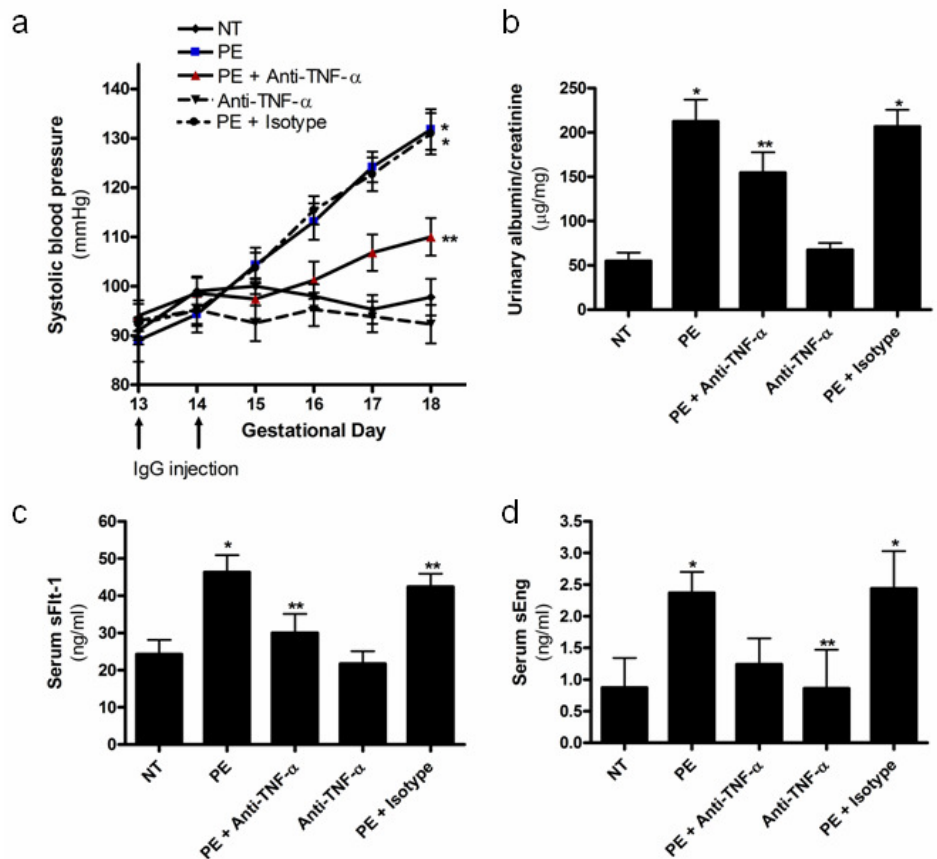 a
NT
PE
PE + Anti-TNF-α
Anti-TNF-α
PE + Isotype
Systolic blood pressure
(mmHg)
140
130
120
110
100
90
80
*
*
**
13 14 15 16 17 18
Gestational Day
IgG injection
b
Urinary albumin/creatinine
(μg/mg)
250
200
150
100
50
0
*
**
*
NT
PE
PE + Anti-TNF-α
Anti-TNF-α
PE + Isotype
c
Serum sFlt-1
(ng/ml)
60
50
40
30
20
10
0
*
**
**
NT
PE
PE + Anti-TNF-α
Anti-TNF-α
PE + Isotype
d
Serum sEng
(ng/ml)
3.5
3.0
2.5
2.0
1.5
1.0
0.5
0.0
*
**
*
NT
PE
PE + Anti-TNF-α
Anti-TNF-α
PE + Isotype